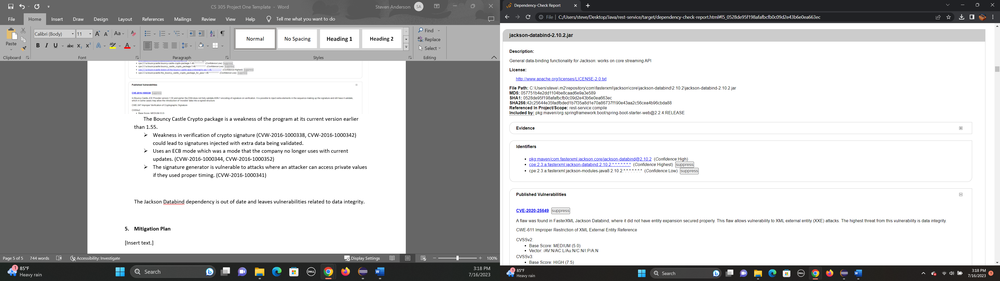 CS 305 Project One Template - Word
Steven Anderson SA
File Home Insert Draw Design Layout References Mailings Review View Help Tell me what you want to do
Calibri (Body) 11
Paste
Normal No Spacing Heading 1 Heading 2
Find
Replace
Select
Clipboard Font Paragraph Styles Editing
cpe 2.3 a bouncycastle bouncy-castle-crypto-package 1.46 * * * * * * * (Confidence Low) suppress
cpe 2.3 a bouncycastle bouncy_castle_crypto_package 1.46 * * * * * * * (Confidence Low) suppress
cpe 2.3 a bouncycastle legion-of-the-bouncy-castle-java-crytography-api 1.46 * * * * * * * (Confidence Highest) suppress
cpe 2.3 a bouncycastle the_bouncy_castle_crypto_package_for_java 1.46 * * * * * * * (Confidence Low) suppress
Published Vulnerabilities
CVE-2016-1000338 suppress
In Bouncy Castle JCE Provider version 1.55 and earlier the DSA does not fully validate ASN.1 encoding of signature on verification. It is possible to inject extra elements in the sequence making up the signature and still have it validate,
which in some cases may allow the introduction of 'invisible' data into a signed structure
CWE-347 Improper Verification of Cryptographic Signature
CVSSv2
Base Score: MEDIUM (5.0)
The Bouncy Castle Crypto package is a weakness of the program at its current version earlier
than 1.55.
➢ Weakness in verification of crypto signature (CVW-2016-1000338, CVW-2016-1000342)
could lead to signatures injected with extra data being validated.
➢ Uses an ECB mode which was a mode that the company no longer uses with current
updates. (CVW-2016-1000344, CVW-2016-1000352)
➢ The signature generator is vulnerable to attacks where an attacker can access private values
if they used proper timing. (CVW-2016-1000341)
The Jackson Databind dependency is out of date and leaves vulnerabilities related to data integrity.
5. Mitigation Plan
[Insert text.]
Page 5 of 5 744 words Accessibility: Investigate Display Settings 100%
85°F
Heavy rain
Search
3:18 PM
7/16/2023
Dependency-Check Report
File C:/Users/steve/Desktop/Java/rest-service/target/dependency-check-report.html#l5_0528de95f198afafbcfb0c09d2e43b6e0ea663ec
jackson-databind-2.10.2.jar
Description:
General data-binding functionality for Jackson: works on core streaming API
License:
http://www.apache.org/licenses/LICENSE-2.0.txt
File Path: C:\Users\steve\.m2\repository\com\fasterxml\jackson\core\jackson-databind\2.10.2\jackson-databind-2.10.2.jar
MD5: 057751b4e2dd1104be8caad6e9a3e589
SHA1: 0528de95f198afafbcfb0c09d2e43b6e0ea663ec
SHA256:42c25644e35fadfbded1b7f35a8d1e70a86737f190e43aa2c56cea4b96cbda88
Referenced In Project/Scope: rest-service:compile
Included by: pkg:maven/org.springframework.boot/spring-boot-starter-web@2.2.4.RELEASE
Evidence
Identifiers
pkg:maven/com.fasterxml.jackson.core/jackson-databind@2.10.2 (Confidence:High)
cpe:2.3:a:fasterxml:jackson-databind:2.10.2:*:*:*:*:*:*:* (Confidence:Highest) suppress
cpe:2.3:a:fasterxml:jackson-modules-java8:2.10.2:*:*:*:*:*:*:* (Confidence:Low) suppress
Published Vulnerabilities
CVE-2020-25649 suppress
A flaw was found in FasterXML Jackson Databind, where it did not have entity expansion secured properly. This flaw allows vulnerability to XML external entity (XXE) attacks. The highest threat from this vulnerability is data integrity.
CWE-611 Improper Restriction of XML External Entity Reference
CVSSv2:
Base Score: MEDIUM (5.0)
Vector: /AV:N/AC:L/Au:N/C:N/I:P/A:N
CVSSv3:
Base Score: HIGH (7.5)
85°F
Heavy rain
Search
3:18 PM
7/16/2023